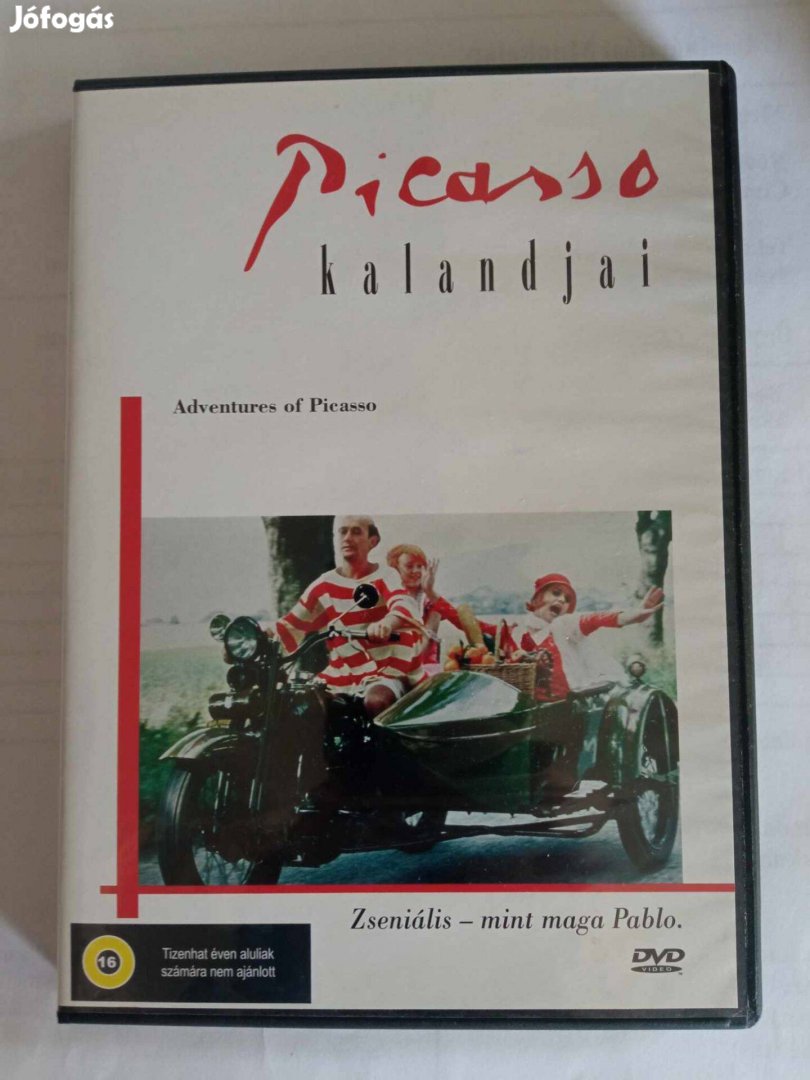 Jófogás
Picasso
kalandjai
Adventures of Picasso
Zseniális – mint maga Pablo.
16
Tizenhat éven aluliak
számára nem ajánlott
DVD
VIDEO